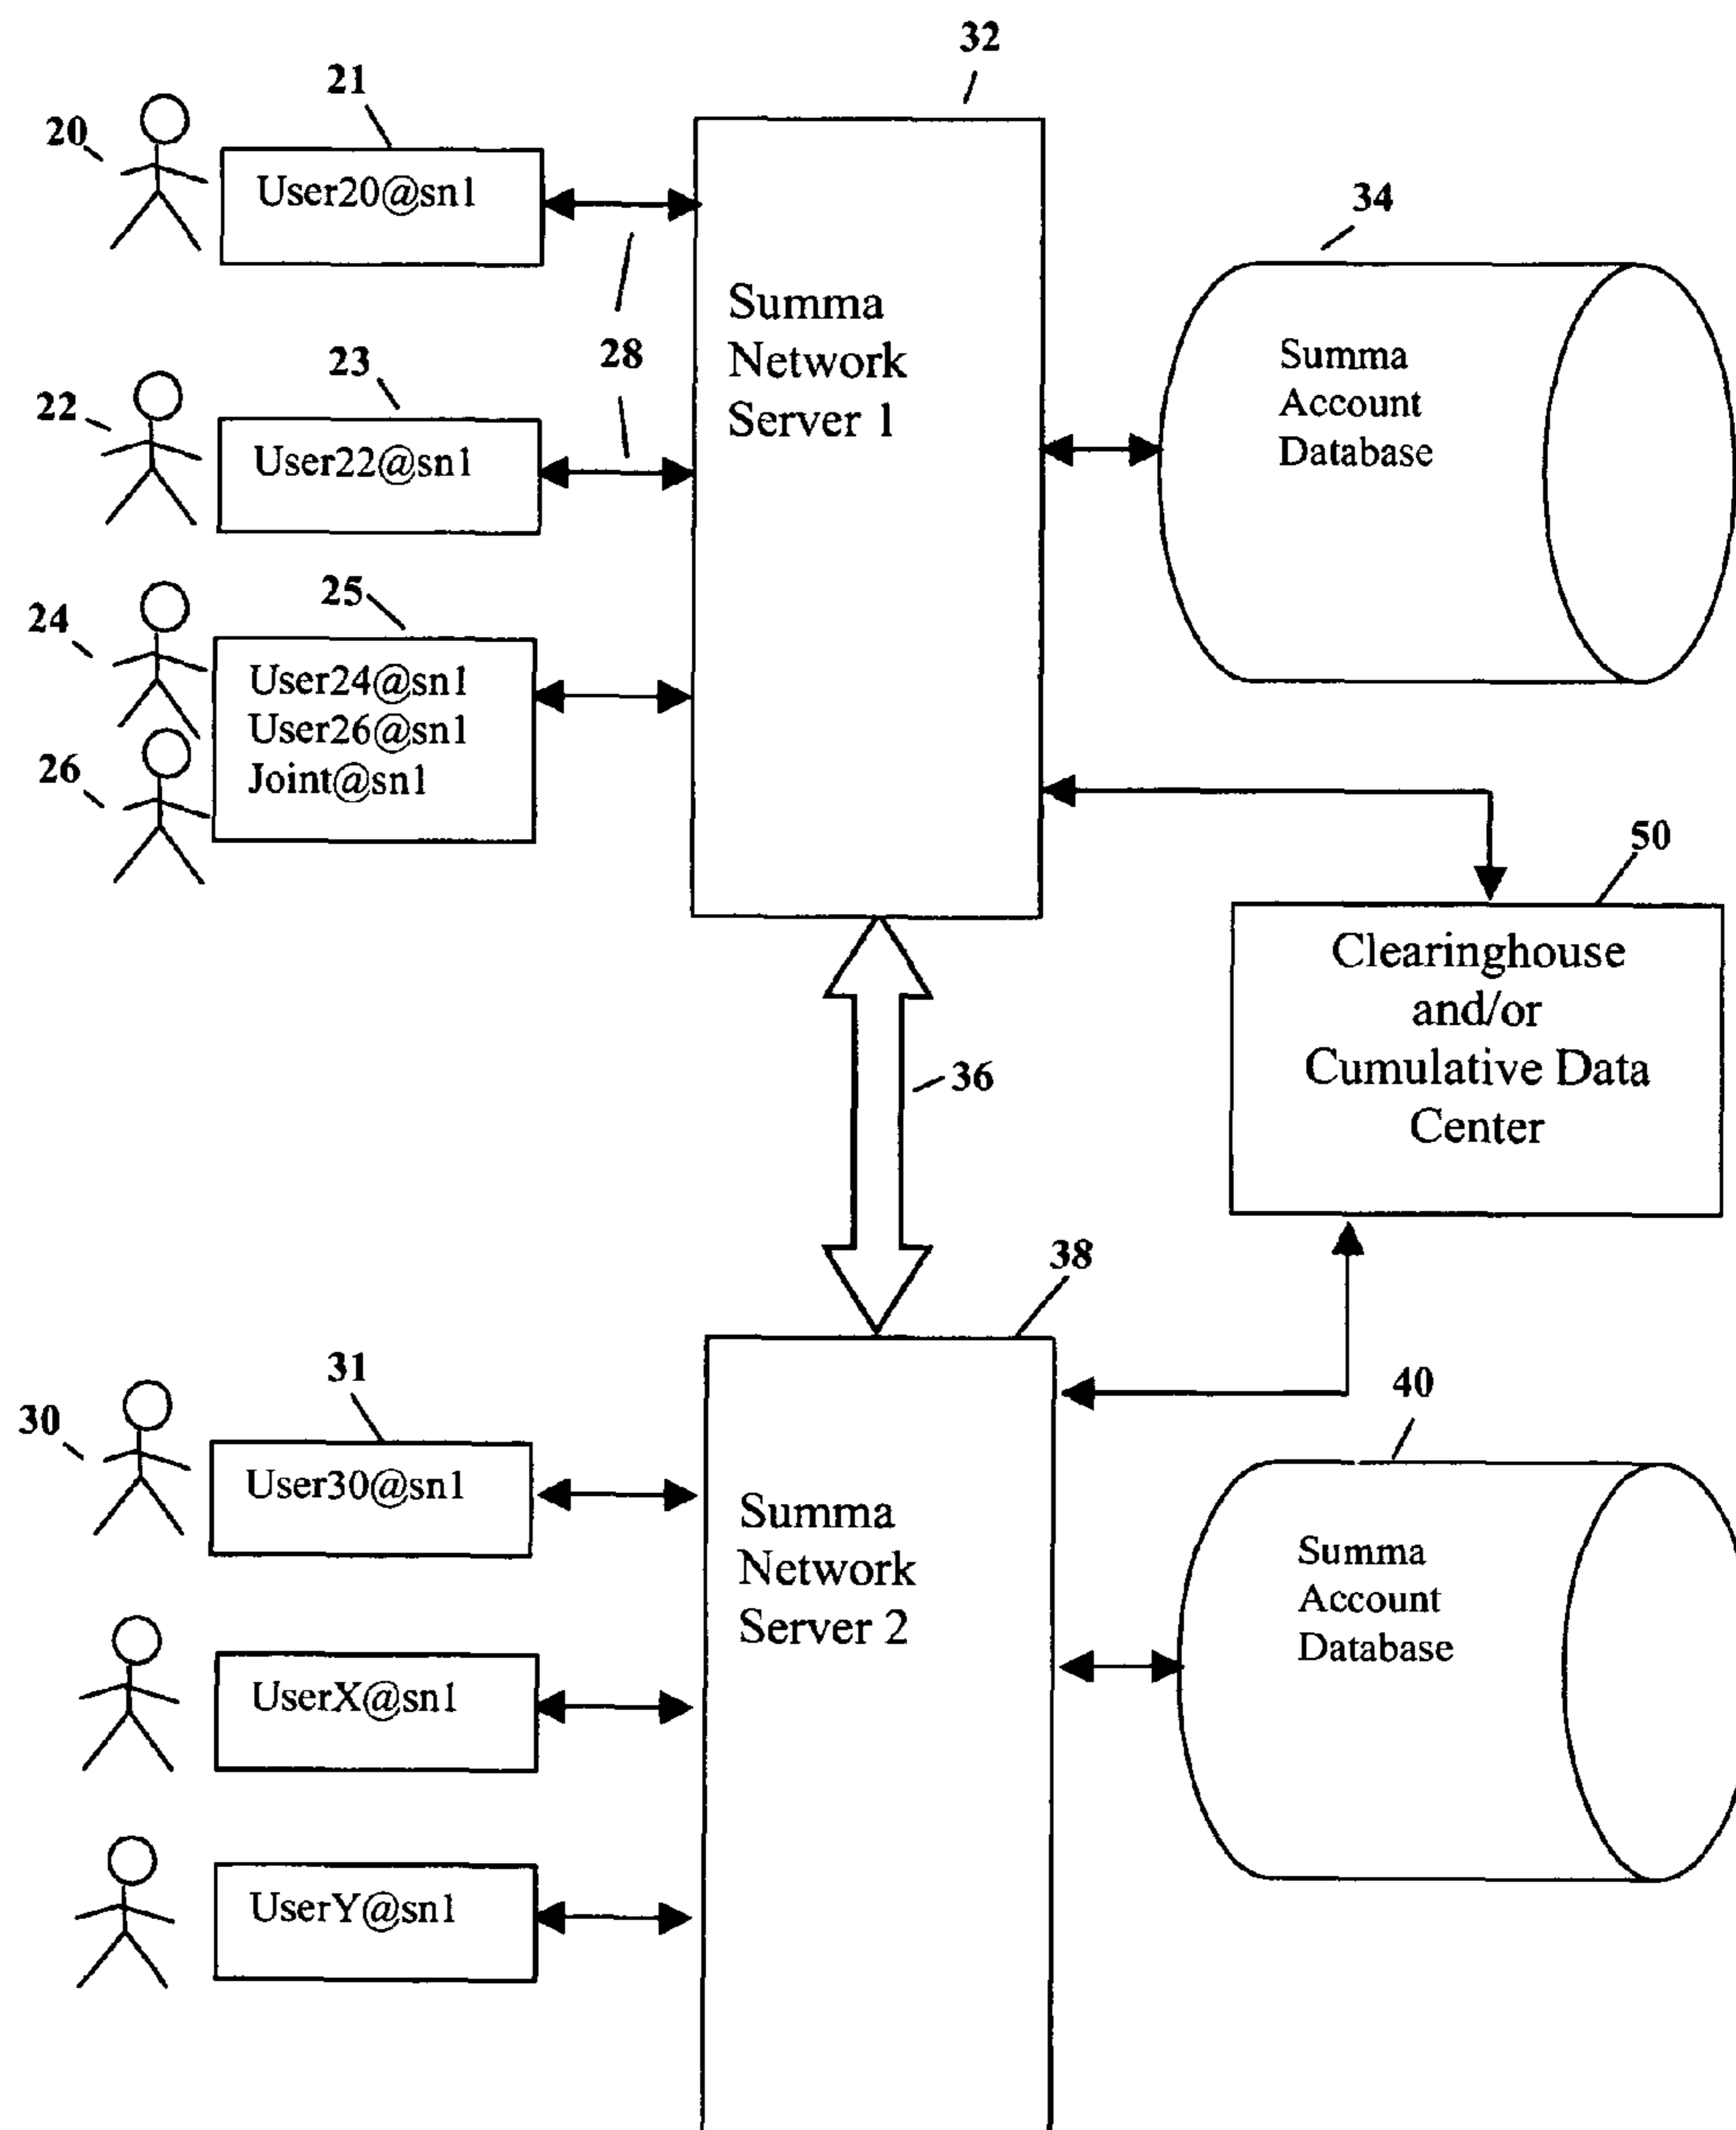 32
21
20
User20@sn1
34
28
Summa
Network
Server 1
Summa
Account
Database
23
22
User22@sn1
25
24
User24@sn1
User26@sn1
Joint@sn1
26
50
Clearinghouse
and/or
Cumulative Data
Center
36
38
31
30
User30@sn1
40
Summa
Network
Server 2
Summa
Account
Database
UserX@sn1
UserY@sn1